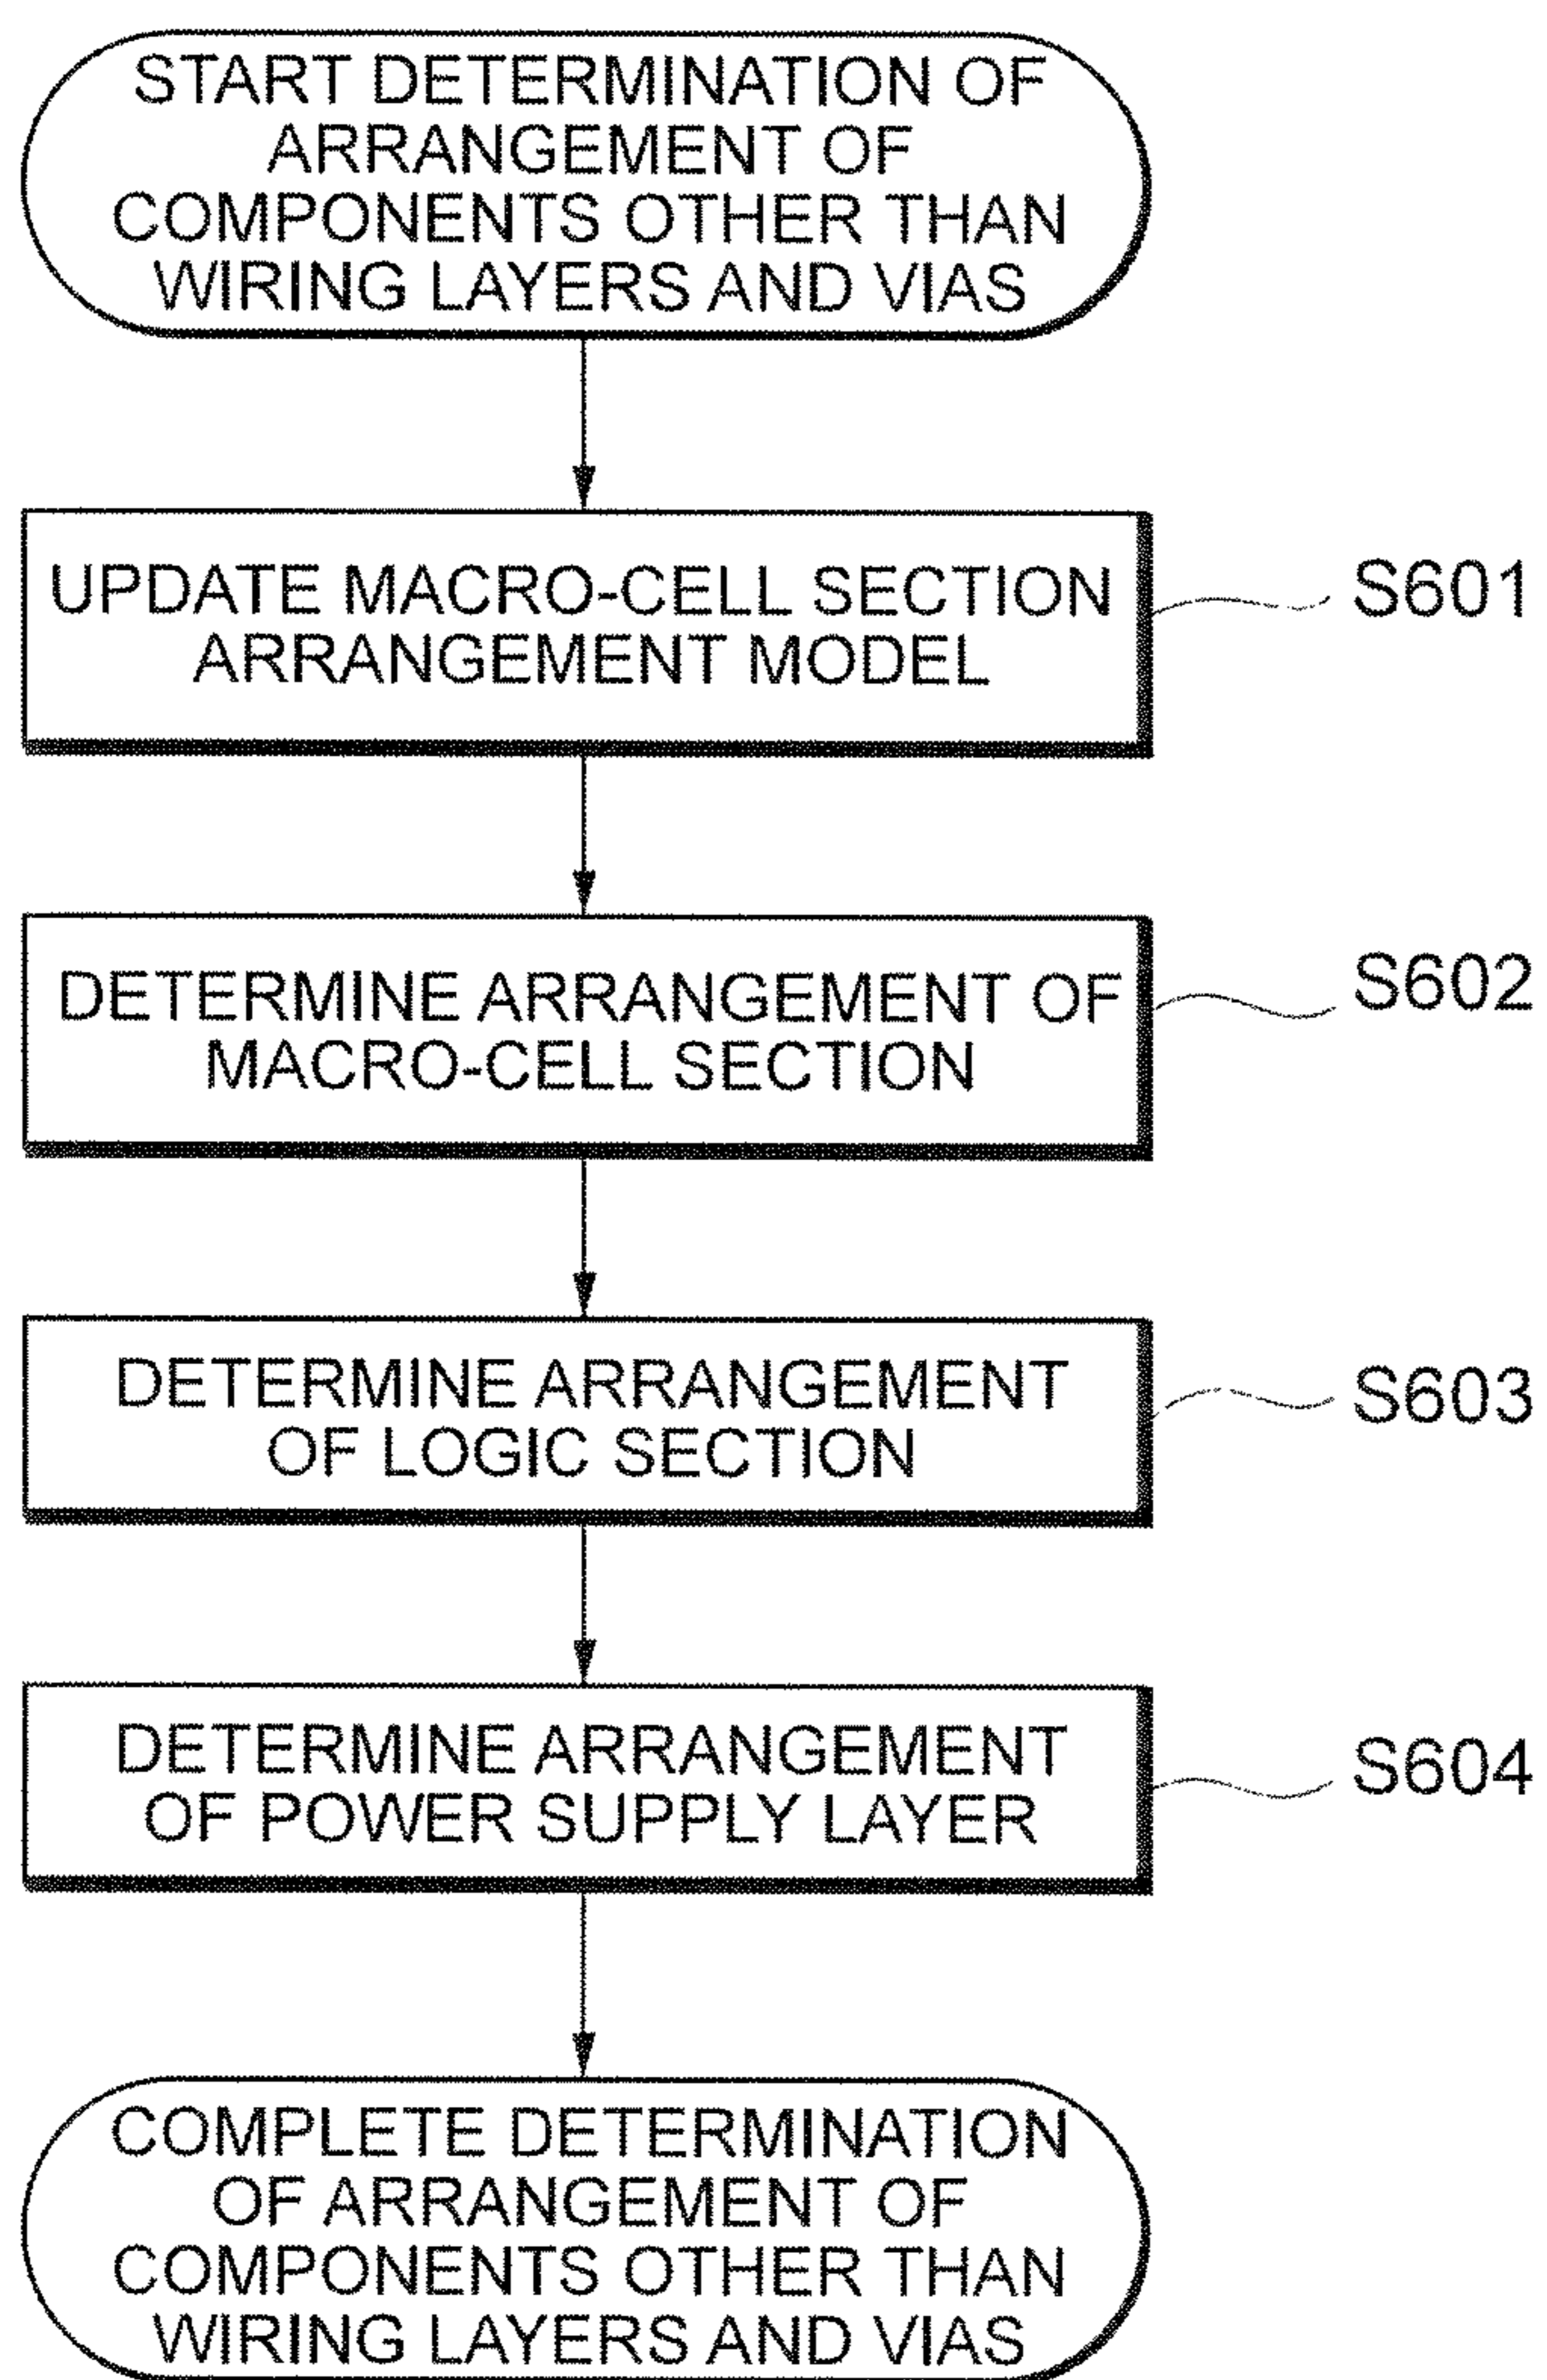 START DETERMINATION OF
ARRANGEMENT OF
COMPONENTS OTHER THAN
WIRING LAYERS AND VIAS
UPDATE MACRO-CELL SECTION
ARRANGEMENT MODEL
S601
DETERMINE ARRANGEMENT OF
MACRO-CELL SECTION
S602
DETERMINE ARRANGEMENT
OF LOGIC SECTION
S603
DETERMINE ARRANGEMENT
OF POWER SUPPLY LAYER
S604
COMPLETE DETERMINATION
OF ARRANGEMENT OF
COMPONENTS OTHER THAN
WIRING LAYERS AND VIAS